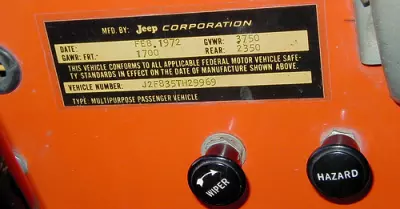 MFD. BY: Jeep CORPORATION
DATE: FEB.1972 GVWR: 3750
GAWR: FRT.- 1700 REAR: 2350
THIS VEHICLE CONFORMS TO ALL APPLICABLE FEDERAL MOTOR VEHICLE SAFE-
TY STANDARDS IN EFFECT ON THE DATE OF MANUFACTURE SHOWN ABOVE.
VEHICLE NUMBER: J2F835TH29969
TYPE: MULTIPURPOSE PASSENGER VEHICLE
WIPER
HAZARD